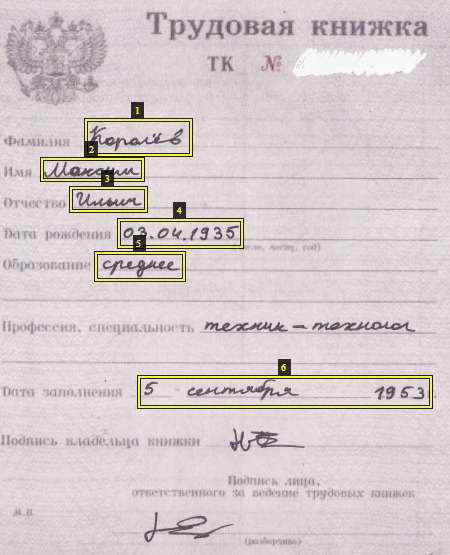 Трудовая книжка
ТК №
1
Фамилия Королёв
2
Имя Максим
3
Отчество Ильич
4
Дата рождения 03.04.1935
5
(число, месяц, год)
Образование среднее
Профессия, специальность техник – технолог
6
Дата заполнения 5 сентября 1953
Подпись владельца книжки
Подпись лица,
ответственного за ведение трудовых книжек
М.П.
(разборчиво)